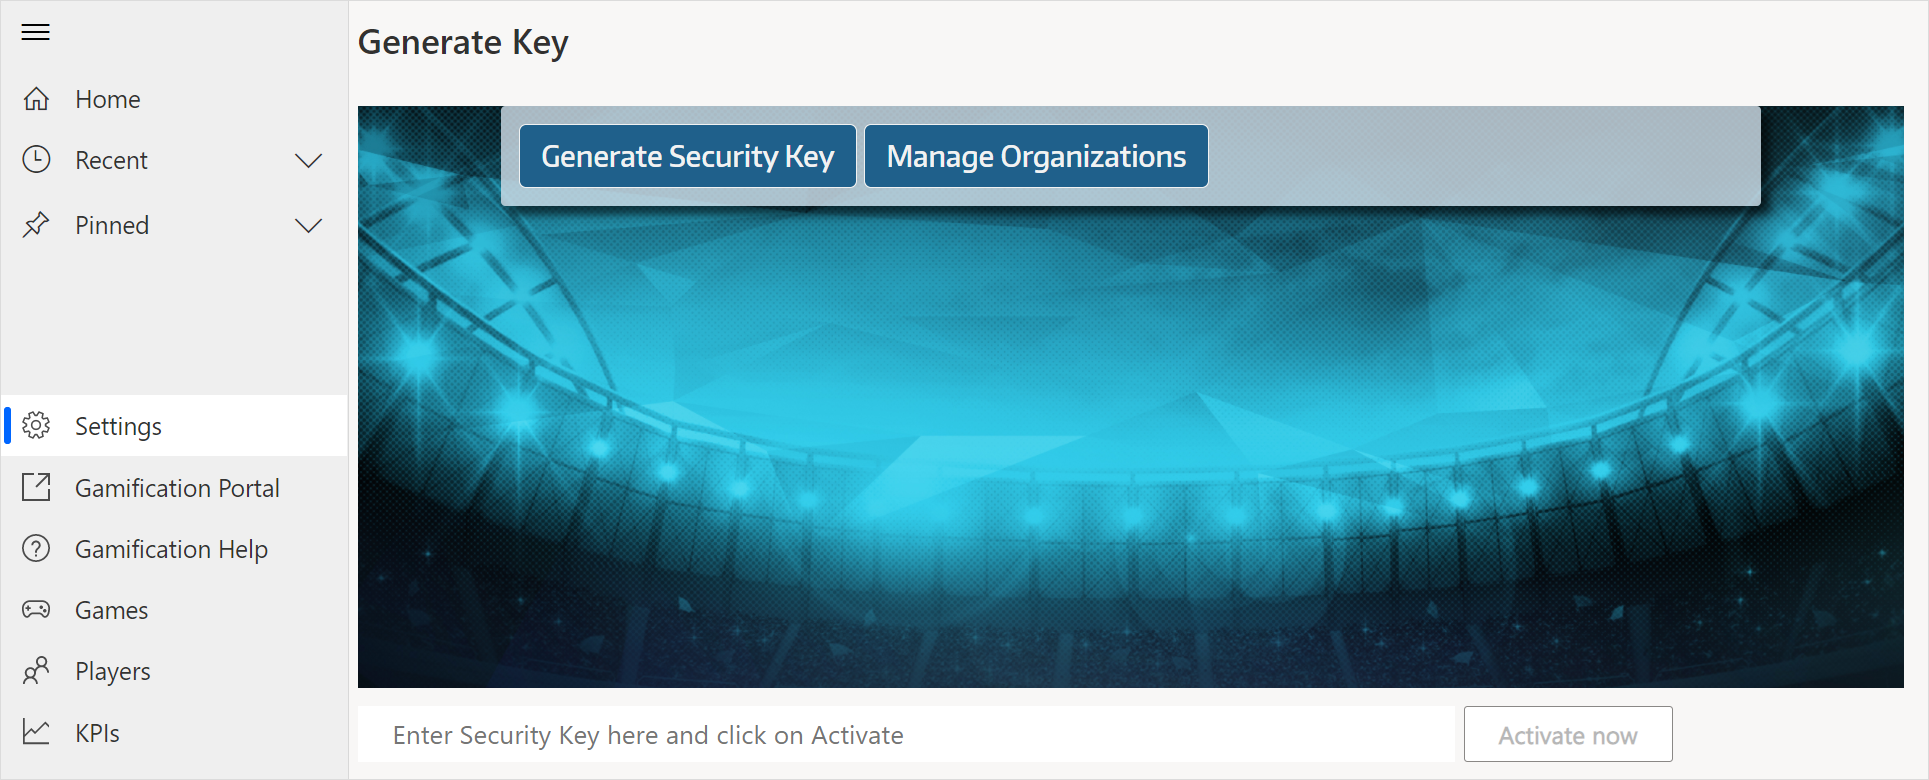 Generate Key
Home
Recent
Pinned
Settings
Gamification Portal
Gamification Help
Games
Players
KPIs
Generate Security Key
Manage Organizations
Enter Security Key here and click on Activate
Activate now